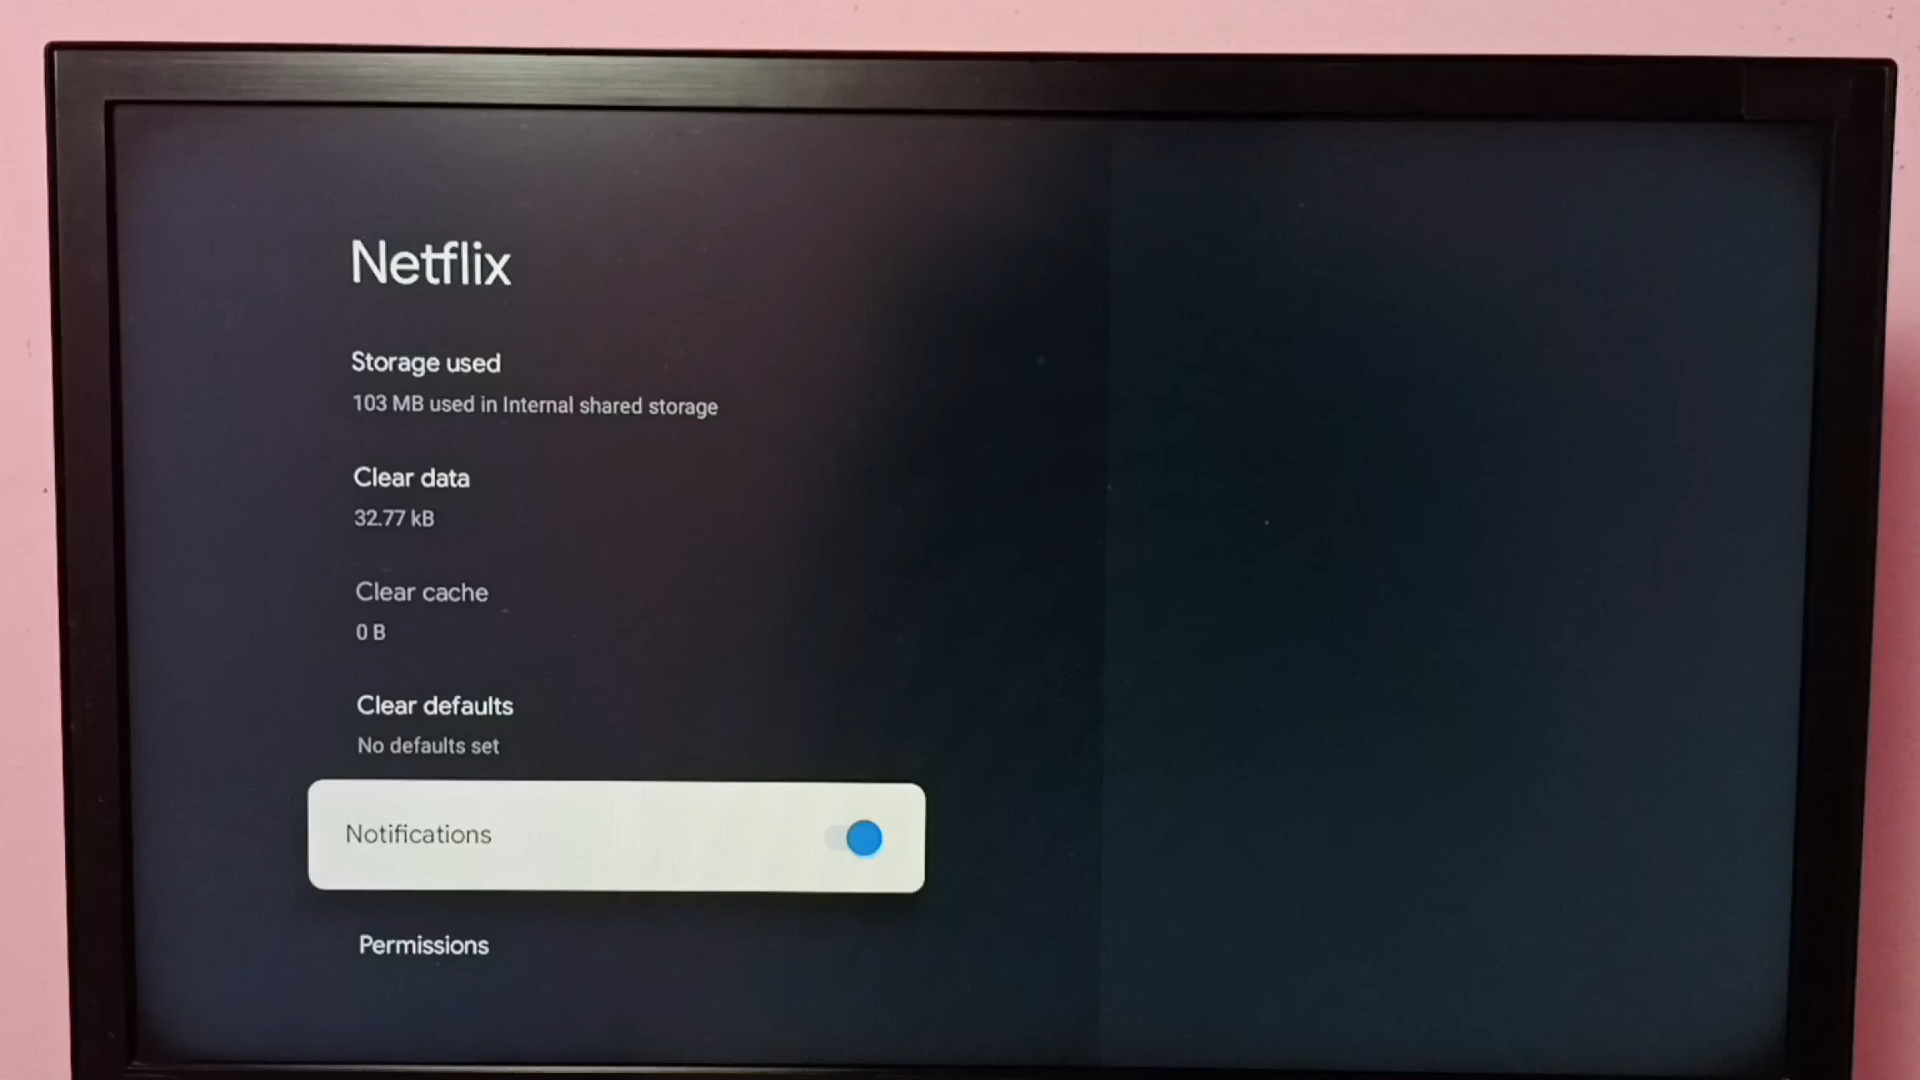 Netflix
Storage used
103 MB used in Internal shared storage
Clear data
32.77 kB
Clear cache
0 B
Clear defaults
No defaults set
Notifications
Permissions